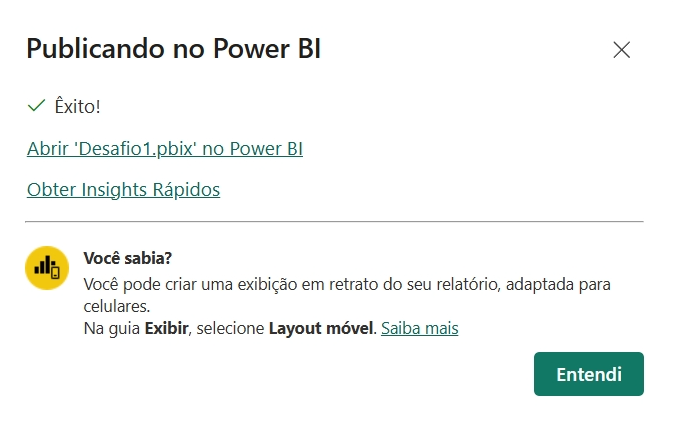 Publicando no Power BI
Êxito!
Abrir 'Desafio1.pbix' no Power BI
Obter Insights Rápidos
Você sabia?
Você pode criar uma exibição em retrato do seu relatório, adaptada para
celulares.
Na guia Exibir, selecione Layout móvel. Saiba mais
Entendi